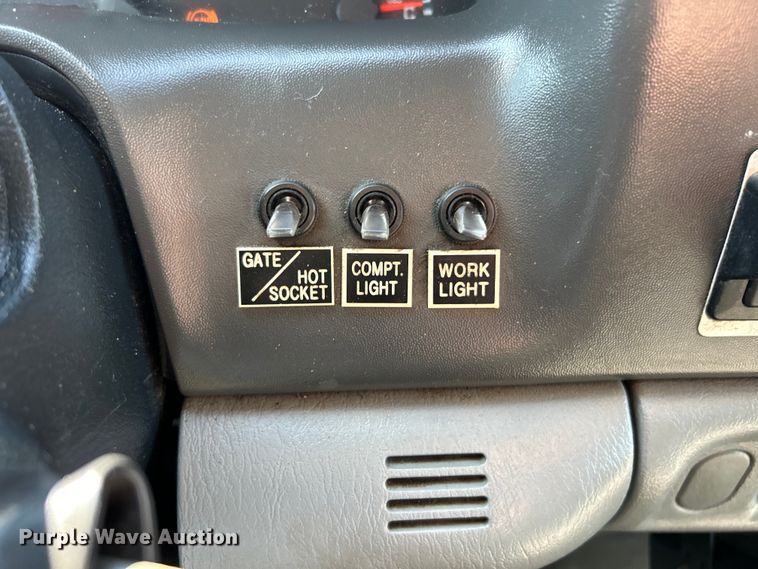 GATE/
HOT
SOCKET
COMPT.
LIGHT
WORK
LIGHT
Purple Wave Auction